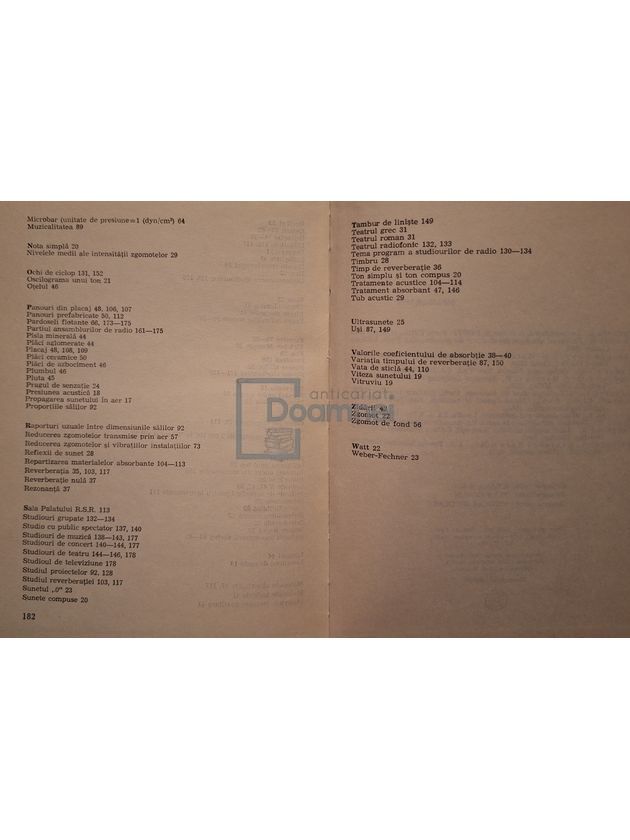 Microbar (unitate de presiune=1 (dyn/cm²) 64
Muzicalitatea 89
Nota simplă 20
Nivelele medii ale intensității zgomotelor 29
Ochi de ciclop 131, 152
Oscilograma unui ton 21
Oțelul 46
Panouri din placaj 48, 106, 107
Panouri prefabricate 50, 112
Pardoseli flotante 66, 173—175
Partiul ansamblurilor de radio 161—175
Pîsla minerală 44
Plăci aglomerate 44
Placaj 48, 108, 109
Plăci ceramice 50
Plăci de azbociment 46
Plumbul 46
Pluta 45
Pragul de senzație 24
Presiunea acustică 18
Propagarea sunetului în aer 17
Proporțiile sălilor 92
Raporturi uzuale între dimensiunile sălilor 92
Reducerea zgomotelor transmise prin aer 57
Reducerea zgomotelor și vibrațiilor instalațiilor 73
Reflexii de sunet 28
Repartizarea materialelor absorbante 104—113
Reverberația 35, 103, 117
Reverberație nulă 37
Rezonanță 37
Sala Palatului R.S.R. 113
Studiouri grupate 132—134
Studio cu public spectator 137, 140
Studiouri de muzică 138—143, 177
Studiouri de concert 140—144, 177
Studiouri de teatru 144—146, 178
Studioul de televiziune 178
Studiul proiectelor 92, 128
Studiul reverberației 103, 117
Sunetul „0" 23
Sunete compuse 20
182
Tambur de liniște 149
Teatrul grec 31
Teatrul roman 31
Teatrul radiofonic 132, 133
Tema program a studiourilor de radio 130—134
Timbru 28
Timp de reverberație 36
Ton simplu și ton compus 20
Tratamente acustice 104—114
Tratament absorbant 47, 146
Tub acustic 29
Ultrasunete 25
Uși 87, 149
Valorile coeficientului de absorbție 38—40
Variația timpului de reverberație 87, 150
Vata de sticlă 44, 110
Viteza sunetului 19
Vitruviu 19
anticariat
Doamnei
Zidării
Zgomot 22
Zgomot de fond 56
Watt 22
Weber-Fechner 23